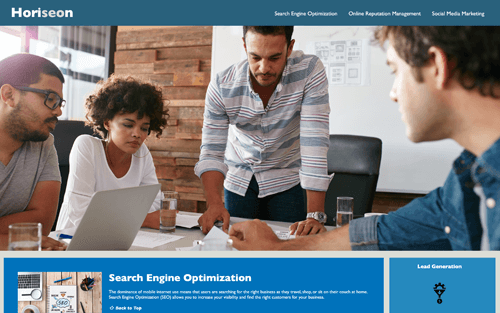 Horiseon
Search Engine Optimization
Online Reputation Management
Social Media Marketing
SEO
Search Engine Optimization
The dominance of mobile internet use means that users are searching for the right business as they travel, shop, or sit on their couch at home.
Search Engine Optimization (SEO) allows you to increase your visibility and find the right customers for your business.
Back to Top
Lead Generation